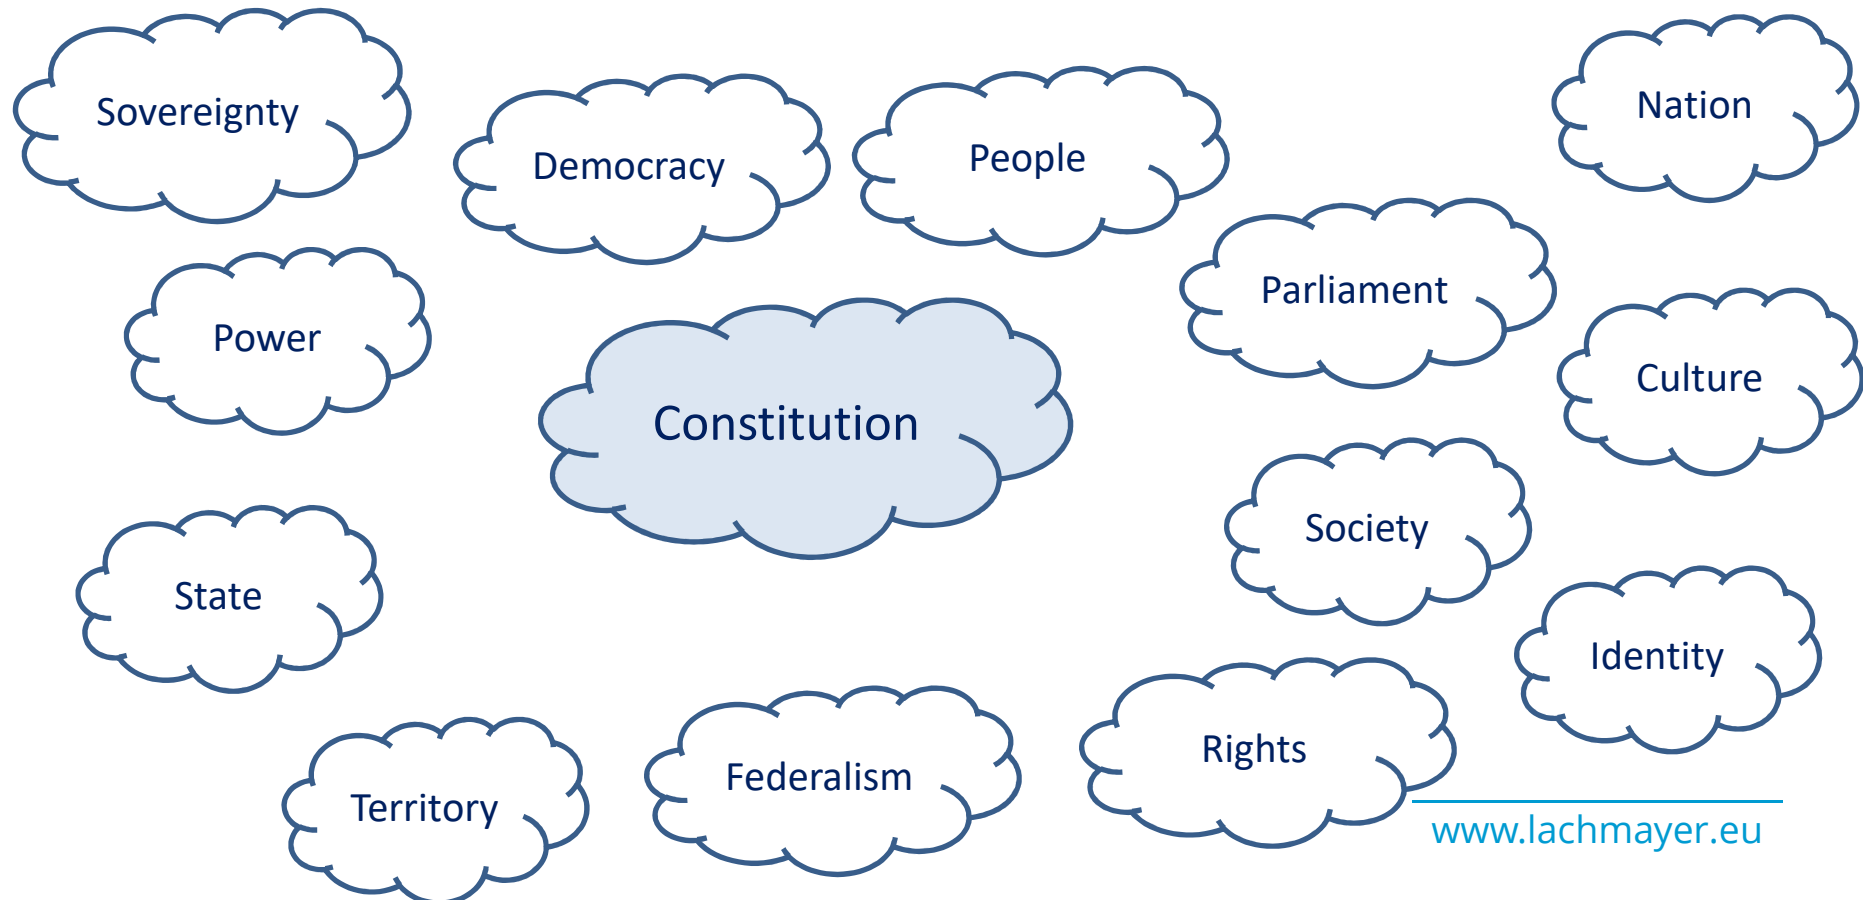 Sovereignty
Democracy
People
Nation
Power
Parliament
Culture
Constitution
Society
State
Identity
Federalism
Rights
Territory
www.lachmayer.eu